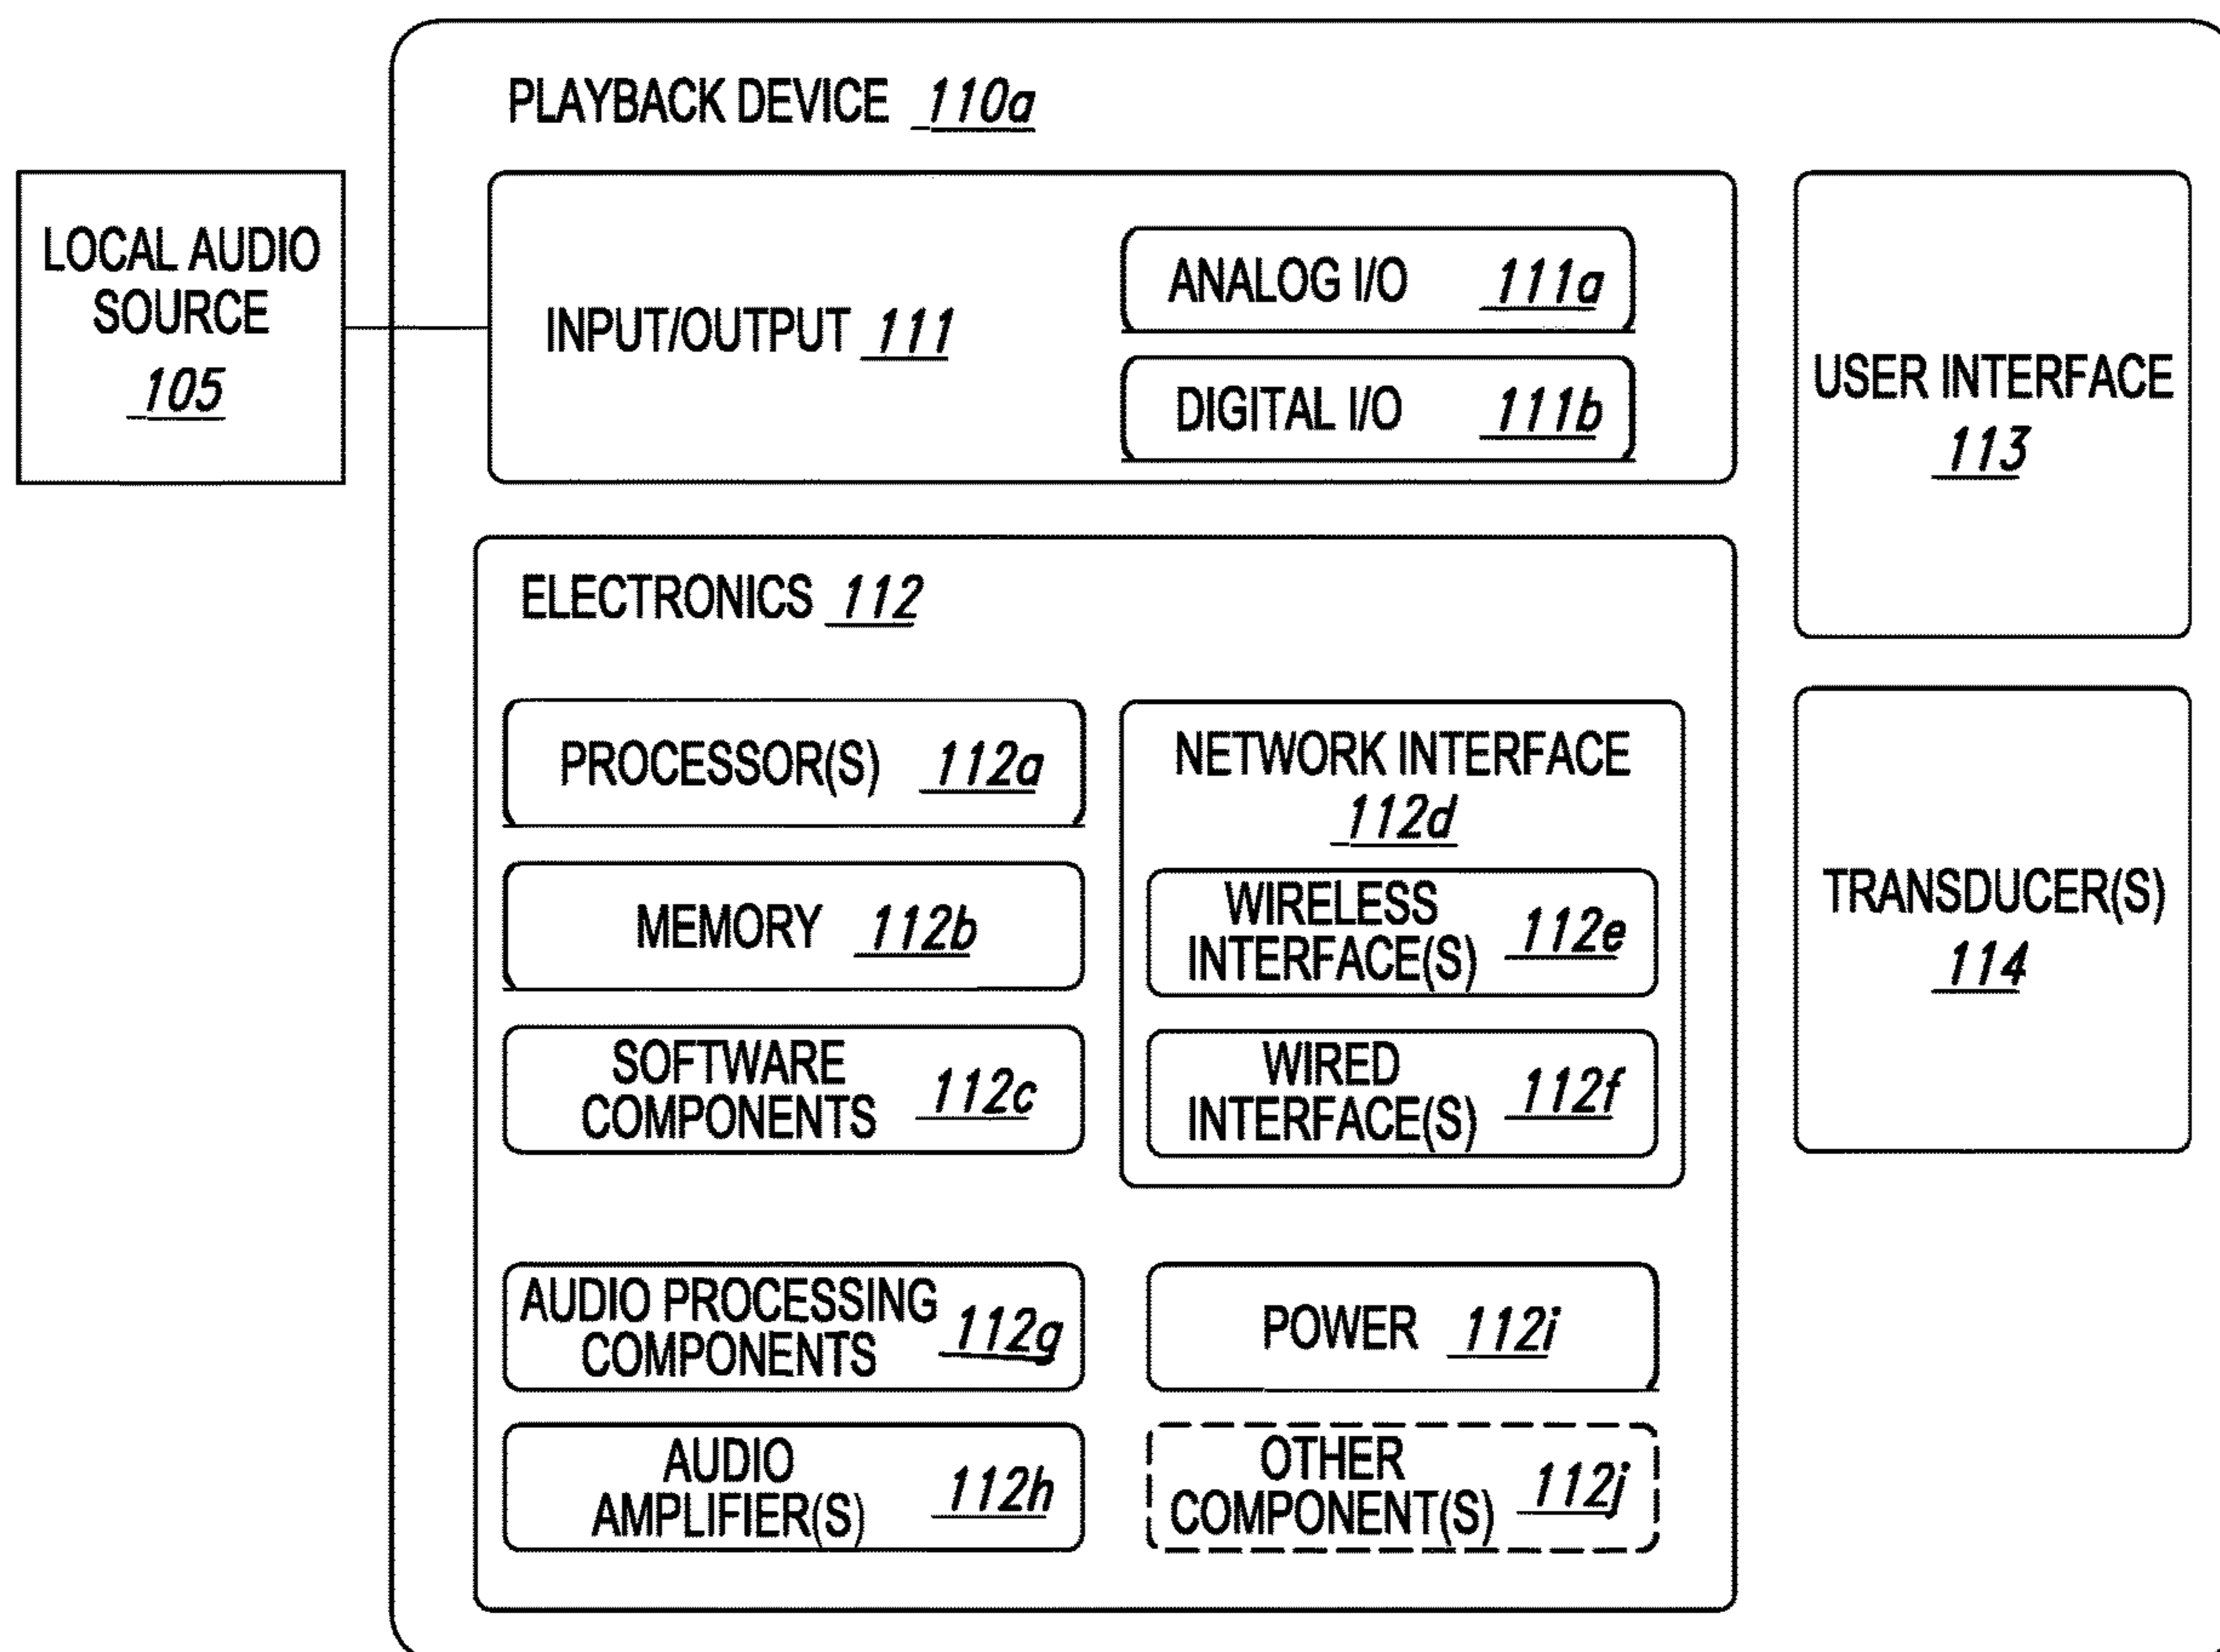 PLAYBACK DEVICE 110a
LOCAL AUDIO
SOURCE
105
INPUT/OUTPUT 111
ANALOG I/O 111a
DIGITAL I/O 111b
USER INTERFACE
113
ELECTRONICS 112
PROCESSOR(S) 112a
MEMORY 112b
SOFTWARE
COMPONENTS 112c
NETWORK INTERFACE
112d
WIRELESS
INTERFACE(S) 112e
WIRED
INTERFACE(S) 112f
TRANSDUCER(S)
114
AUDIO PROCESSING
COMPONENTS 112g
POWER 112i
AUDIO
AMPLIFIER(S) 112h
OTHER
COMPONENT(S) 112j